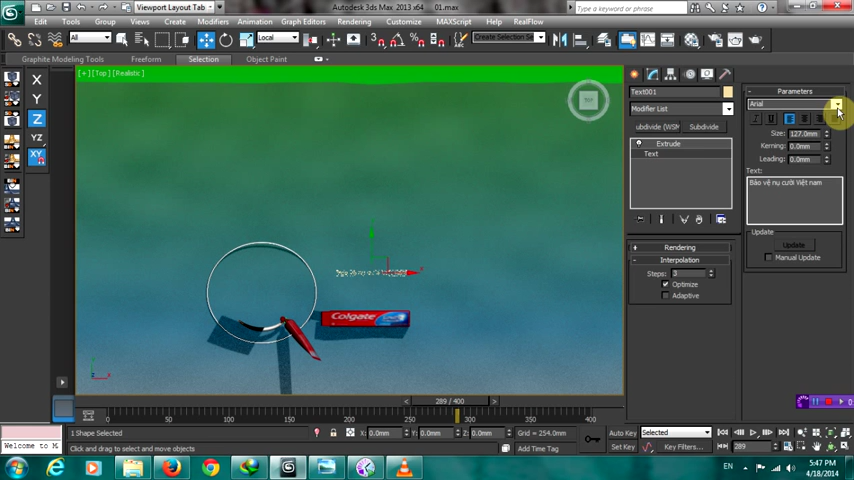 Viewport Layout Tab
Autodesk 3ds Max 2013 x64
01.max
Type a keyword or phrase
Edit Tools Group Views Create Modifiers Animation Graph Editors Rendering Customize MAXScript Help RealFlow
All
Local
Create Selection Se
Graphite Modeling Tools Freeform Selection Object Paint
X
Y
Z
YZ
XY
[ + ] [ Top ] [ Realistic ]
TOP
Colgate
Text001
Modifier List
ubdivide (WSM Subdivide
Extrude
Text
Rendering
Interpolation
Steps: 3
Optimize
Adaptive
Parameters
Arial
Size: 127.0mm
Kerning: 0.0mm
Leading: 0.0mm
Text:
Bảo vệ nụ cười Việt nam
Update
Update
Manual Update
289 / 400
0 50 100 150 200 250 300 350 400
Welcome to M
1 Shape Selected
X: 0.0mm Y: 0.0mm Z: 0.0mm Grid = 254.0mm
Click and drag to select and move objects
Add Time Tag
Auto Key Selected
Set Key Key Filters...
289
EN
5:47 PM
4/18/2014